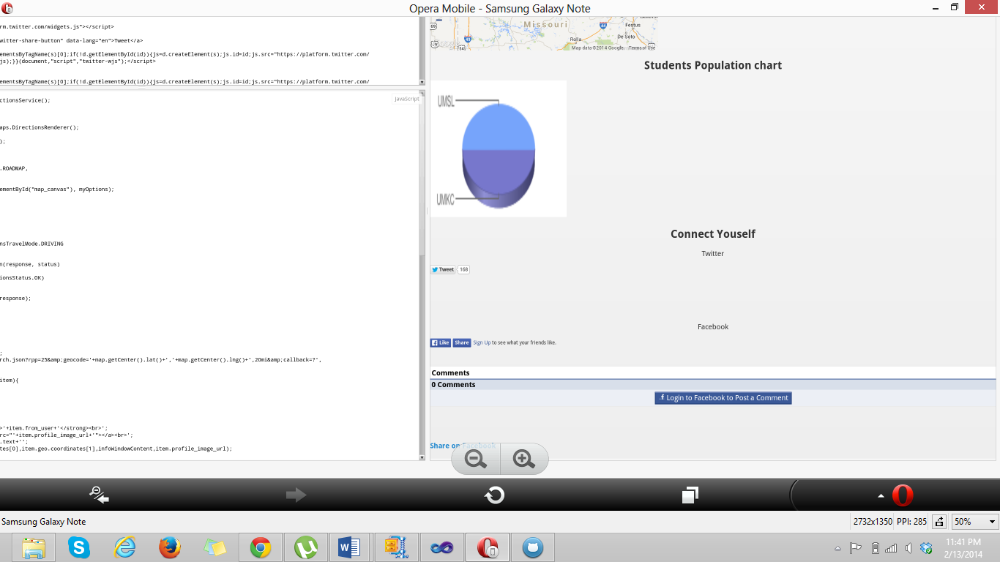 Opera Mobile - Samsung Galaxy Note
rm.twitter.com/widgets.js"></script>
witter-share-button" data-lang="en">Tweet</a>
ementsByTagName(s)[0];if(!d.getElementById(id)){js=d.createElement(s);js.id=id;js.src="https://platform.twitter.com/
js);}}(document,"script","twitter-wjs");</script>
ementsByTagName(s)[0];if(!d.getElementById(id)){js=d.createElement(s);js.id=id;js.src="https://platform.twitter.com/
JavaScript
ctionsService();
aps.DirectionsRenderer();
);
.ROADMAP,
ementById("map_canvas"), myOptions);
nsTravelMode.DRIVING
n(response, status)
ionsStatus.OK)
response);
;
rch.json?rpp=25&amp;geocode='+map.getCenter().lat()+','+map.getCenter().lng()+',20mi&amp;callback=?',
item){
>'+item.from_user+'</strong><br>';
rc="'+item.profile_image_url+'"></a><br>';
.text+'';
tes[0],item.geo.coordinates[1],infoWindowContent,item.profile_image_url);
Missouri
69
44
Festus
De Soto
Rolla
54
Map data ©2014 Google
Terms of Use
Students Population chart
UMSL
UMKC
Connect Youself
Twitter
Tweet 168
Facebook
Like Share Sign Up to see what your friends like.
Comments
0 Comments
Login to Facebook to Post a Comment
Share on Facebook
Samsung Galaxy Note
2732x1350 PPI: 285 50%
11:41 PM
2/13/2014